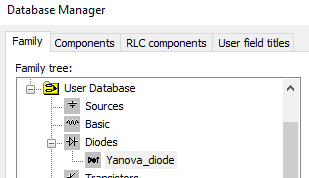 Database Manager
Family Components RLC components User field titles
Family tree:
User Database
Sources
Basic
Diodes
Yanova_diode
Transistors